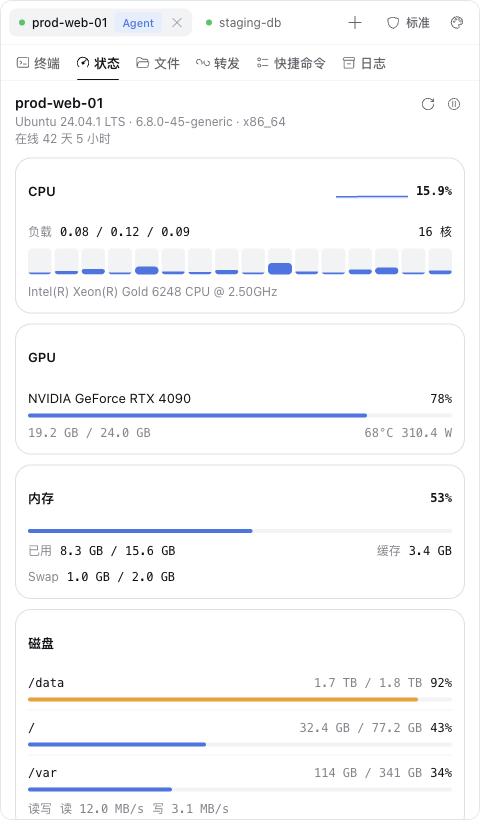 prod-web-01 Agent staging-db 标准
终端 状态 文件 转发 快捷命令 日志
prod-web-01
Ubuntu 24.04.1 LTS · 6.8.0-45-generic · x86_64
在线 42 天 5 小时
CPU 15.9%
负载 0.08 / 0.12 / 0.09 16 核
Intel(R) Xeon(R) Gold 6248 CPU @ 2.50GHz
GPU
NVIDIA GeForce RTX 4090 78%
19.2 GB / 24.0 GB 68°C 310.4 W
内存 53%
已用 8.3 GB / 15.6 GB 缓存 3.4 GB
Swap 1.0 GB / 2.0 GB
磁盘
/data 1.7 TB / 1.8 TB 92%
/ 32.4 GB / 77.2 GB 43%
/var 114 GB / 341 GB 34%
读写 读 12.0 MB/s 写 3.1 MB/s